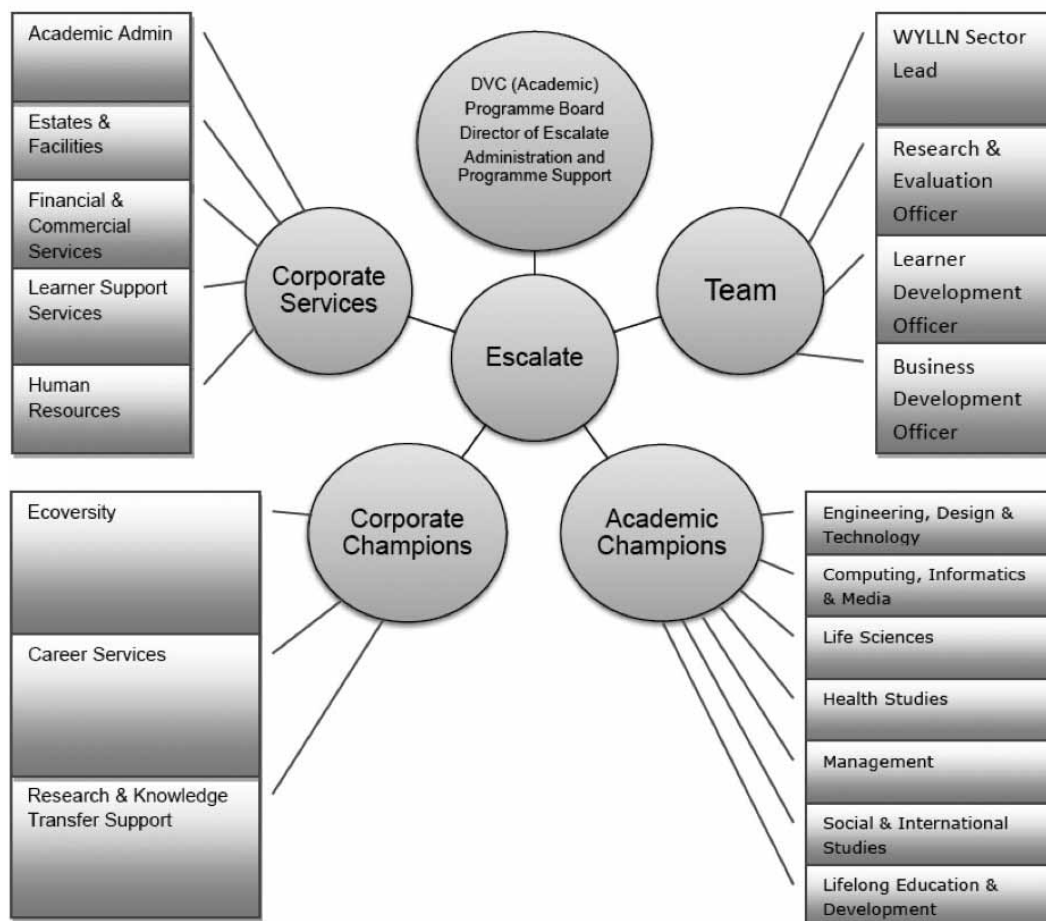 Academic Admin
Estates &
Facilities
Financial &
Commercial
Services
Learner Support
Services
Human
Resources
DVC (Academic)
Programme Board
Director of Escalate
Administration and
Programme Support
Corporate
Services
Escalate
Team
WYLLN Sector
Lead
Research &
Evaluation
Officer
Learner
Development
Officer
Business
Development
Officer
Corporate
Champions
Academic
Champions
Ecoversity
Career Services
Research & Knowledge
Transfer Support
Engineering, Design &
Technology
Computing, Informatics
& Media
Life Sciences
Health Studies
Management
Social & International
Studies
Lifelong Education &
Development